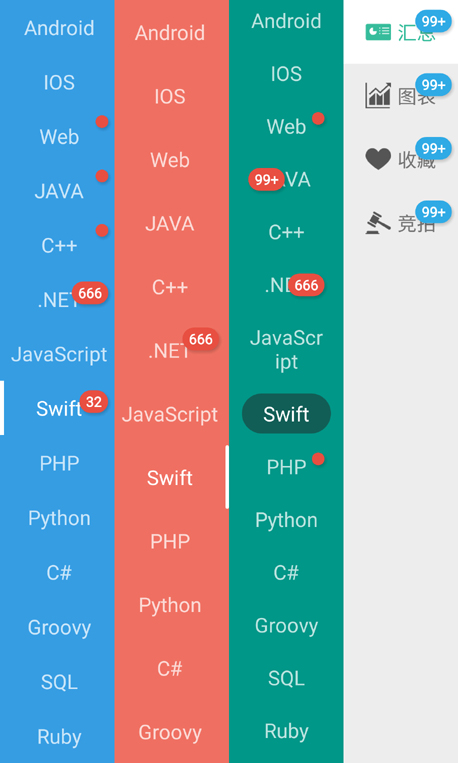 Android
IOS
Web
JAVA
C++
.NET
666
JavaScript
Swift
32
PHP
Python
C#
Groovy
SQL
Ruby
Android
IOS
Web
JAVA
C++
.NET
666
JavaScript
Swift
PHP
Python
C#
Groovy
Android
IOS
Web
99+
C++
666
JavaScr
ipt
Swift
PHP
Python
C#
Groovy
SQL
Ruby
汇总
99+
图表
99+
收藏
99+
竞拍
99+